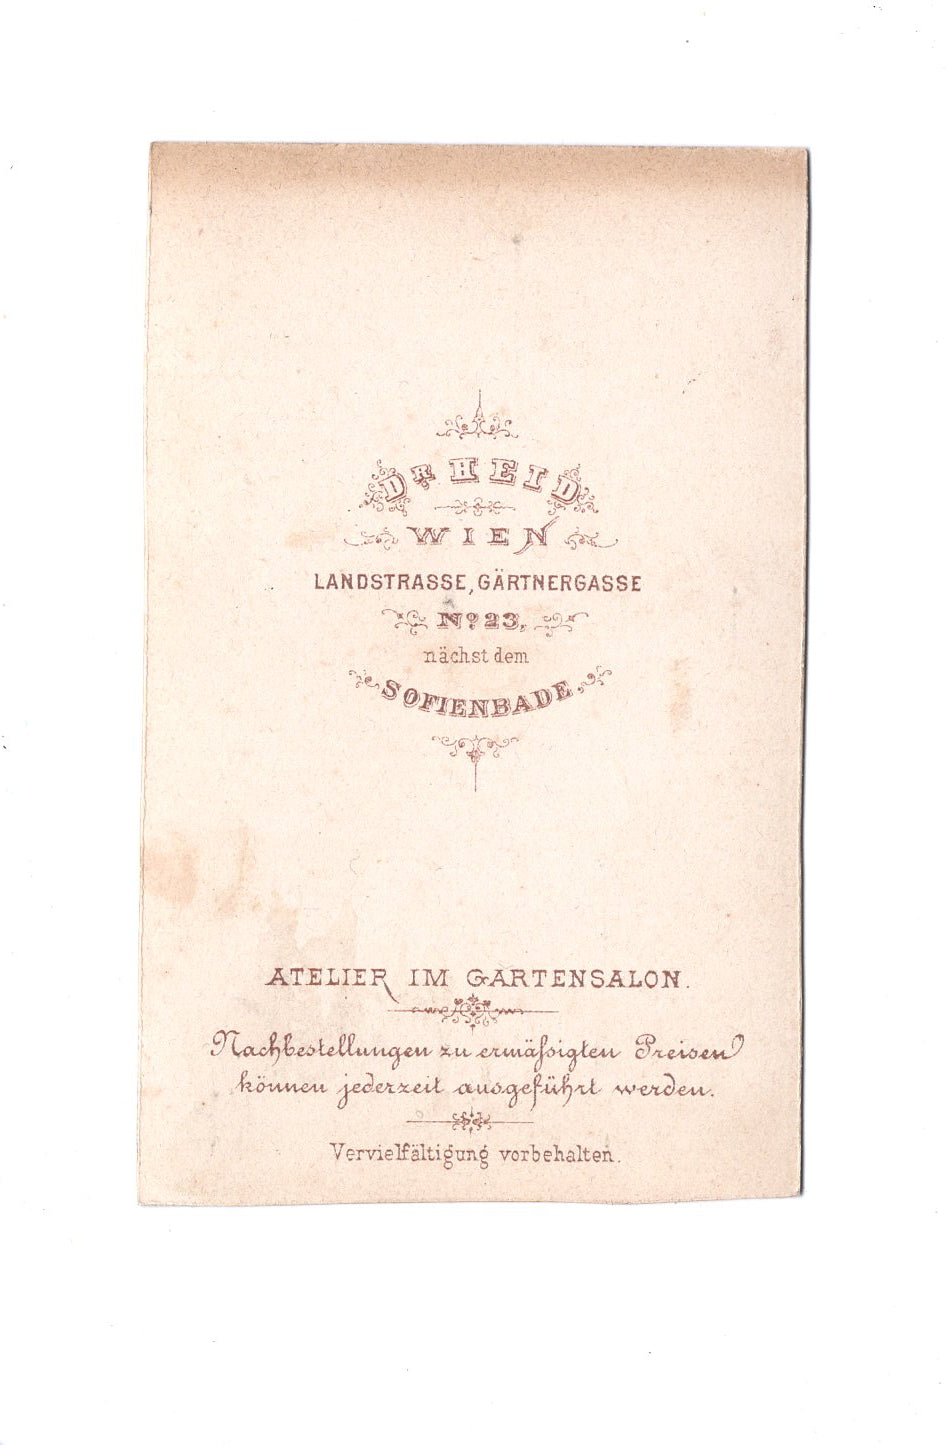 DR HEID
WIEN
LANDSTRASSE, GÄRTNERGASSE
No 23,
nächst dem
SOFIENBADE
ATELIER IM GARTENSALON.
Nachbestellungen zu ermäſsigten Preisen
können jederzeit ausgeführt werden.
Vervielfältigung vorbehalten.